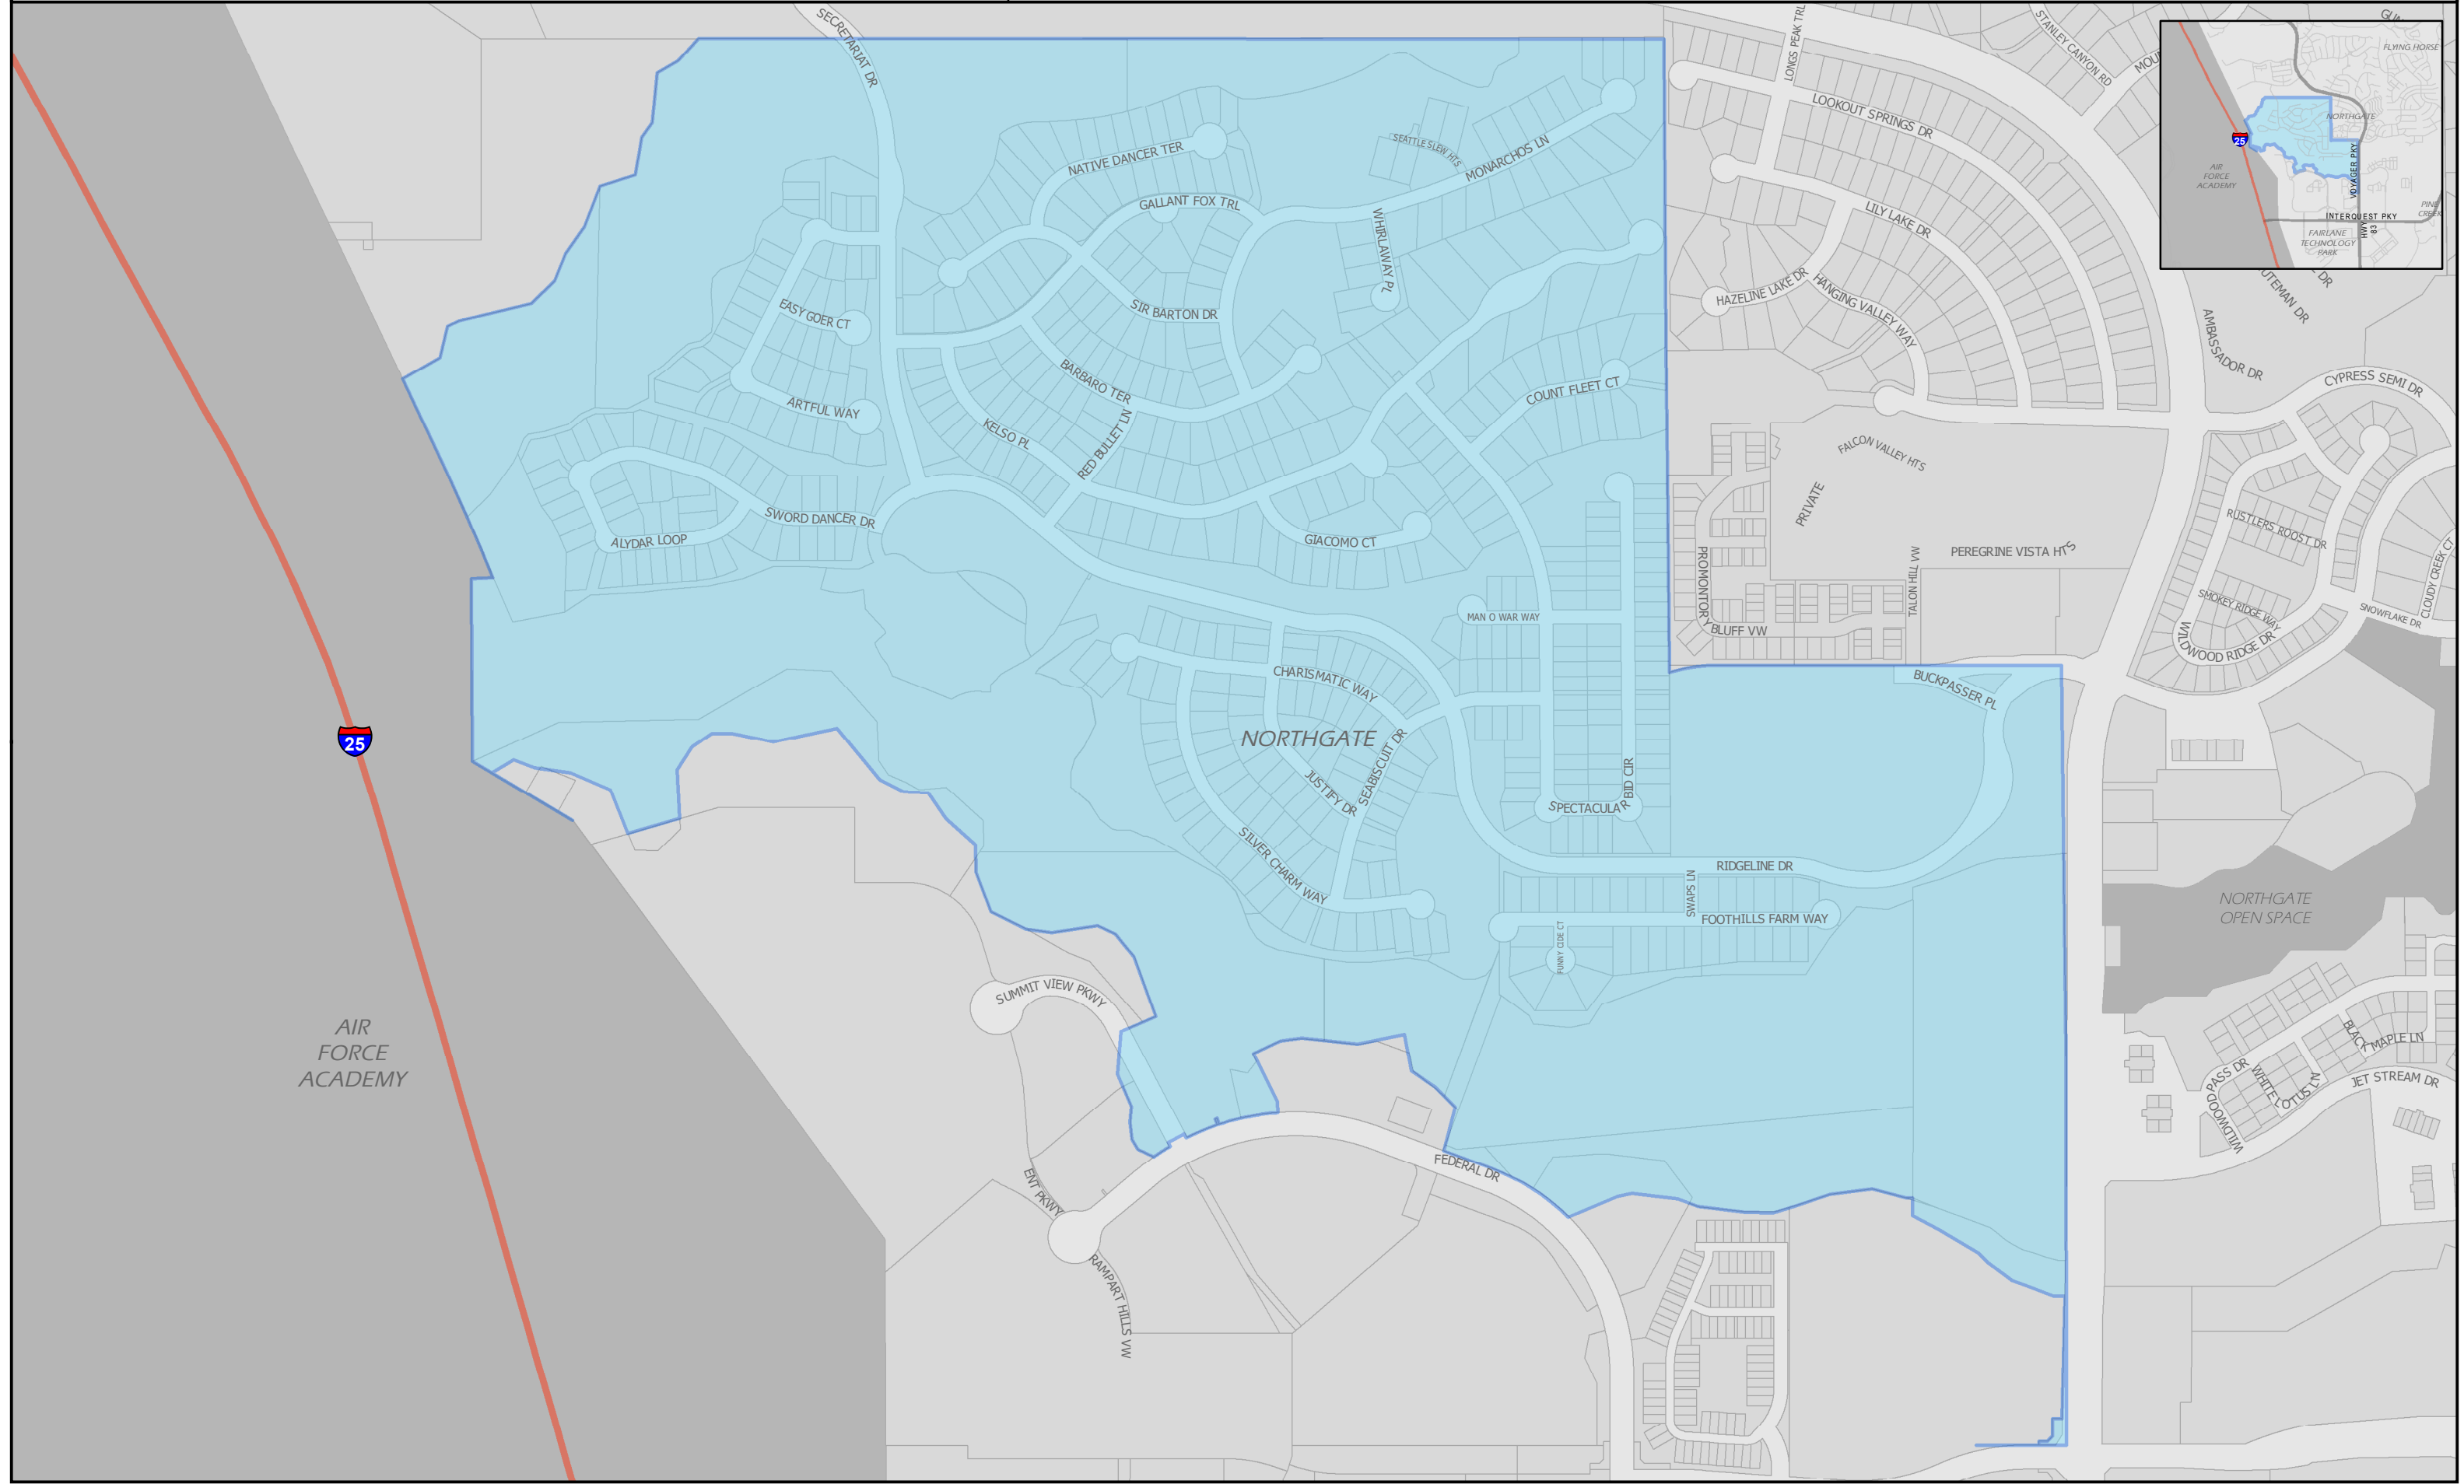 SECRETARIAT DR
LONGS PEAK TRL
STANLEY CANYON RD
FLYING HORSE
LOOKOUT SPRINGS DR
NORTHGATE
25
AIR
FORCE
ACADEMY
VOYAGER PKY
PINE
CREEK
INTERQUEST PKY
HWY
83
FAIRLANE
TECHNOLOGY
PARK
SEATTLE SLEW HTS
MONARCHOS LN
NATIVE DANCER TER
GALLANT FOX TRL
WHIRLAWAY PL
LILY LAKE DR
HAZELINE LAKE DR
HANGING VALLEY WAY
EASY GOER CT
SIR BARTON DR
AMBASSADOR DR
CYPRESS SEMI DR
BARBARO TER
COUNT FLEET CT
ARTFUL WAY
KELSO PL
RED BULLET LN
FALCON VALLEY HTS
PRIVATE
SWORD DANCER DR
ALYDAR LOOP
GIACOMO CT
RUSTLERS ROOST DR
PEREGRINE VISTA HTS
TALON HILL VW
PROMONTORY BLUFF VW
CLOUDY CREEK CT
SMOKEY RIDGE WAY
SNOWFLAKE DR
WILDWOOD RIDGE DR
MAN O WAR WAY
CHARISMATIC WAY
BUCKPASSER PL
NORTHGATE
25
SEABISCUIT DR
JUSTIFY DR
SPECTACULAR BID CIR
SILVER CHARM WAY
RIDGELINE DR
SWAPS LN
FOOTHILLS FARM WAY
FUNNY CIDE CT
NORTHGATE
OPEN SPACE
SUMMIT VIEW PKWY
AIR
FORCE
ACADEMY
BLACK MAPLE LN
WHITE LOTUS LN
JET STREAM DR
WILDWOOD PASS DR
FEDERAL DR
ENT PKWY
RAMPART HILLS VW